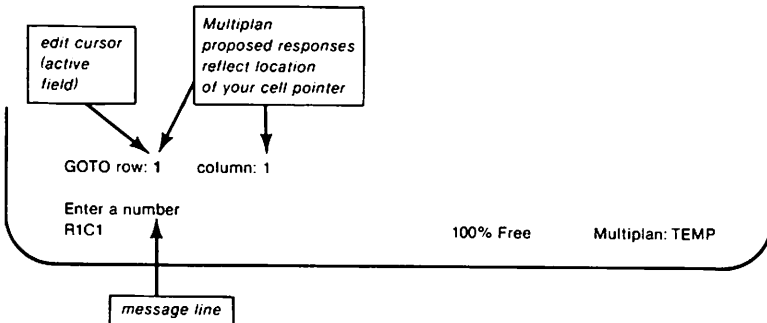 edit cursor
(active
field)
Multiplan
proposed responses
reflect location
of your cell pointer
GOTO row: 1 column: 1
Enter a number
R1C1 100% Free Multiplan: TEMP
message line